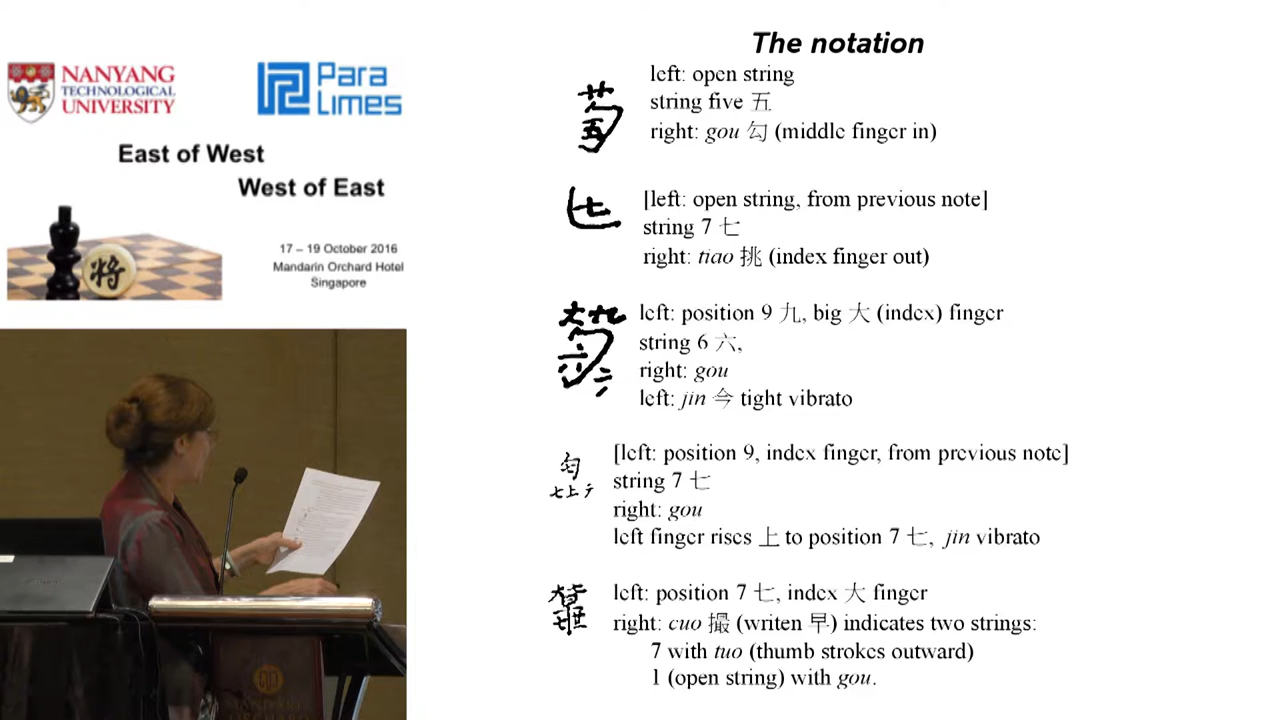 NANYANG
TECHNOLOGICAL
UNIVERSITY
Para
Limes
East of West
West of East
17 – 19 October 2016
Mandarin Orchard Hotel
Singapore
将
The notation
left: open string
string five 五
right: gou 勾 (middle finger in)
[left: open string, from previous note]
string 7 七
right: tiao 挑 (index finger out)
left: position 9 九, big 大 (index) finger
string 6 六,
right: gou
left: jin 今 tight vibrato
[left: position 9, index finger, from previous note]
string 7 七
right: gou
left finger rises 上 to position 7 七, jin vibrato
left: position 7 七, index 大 finger
right: cuo 撮 (writen 早) indicates two strings:
7 with tuo (thumb strokes outward)
1 (open string) with gou.